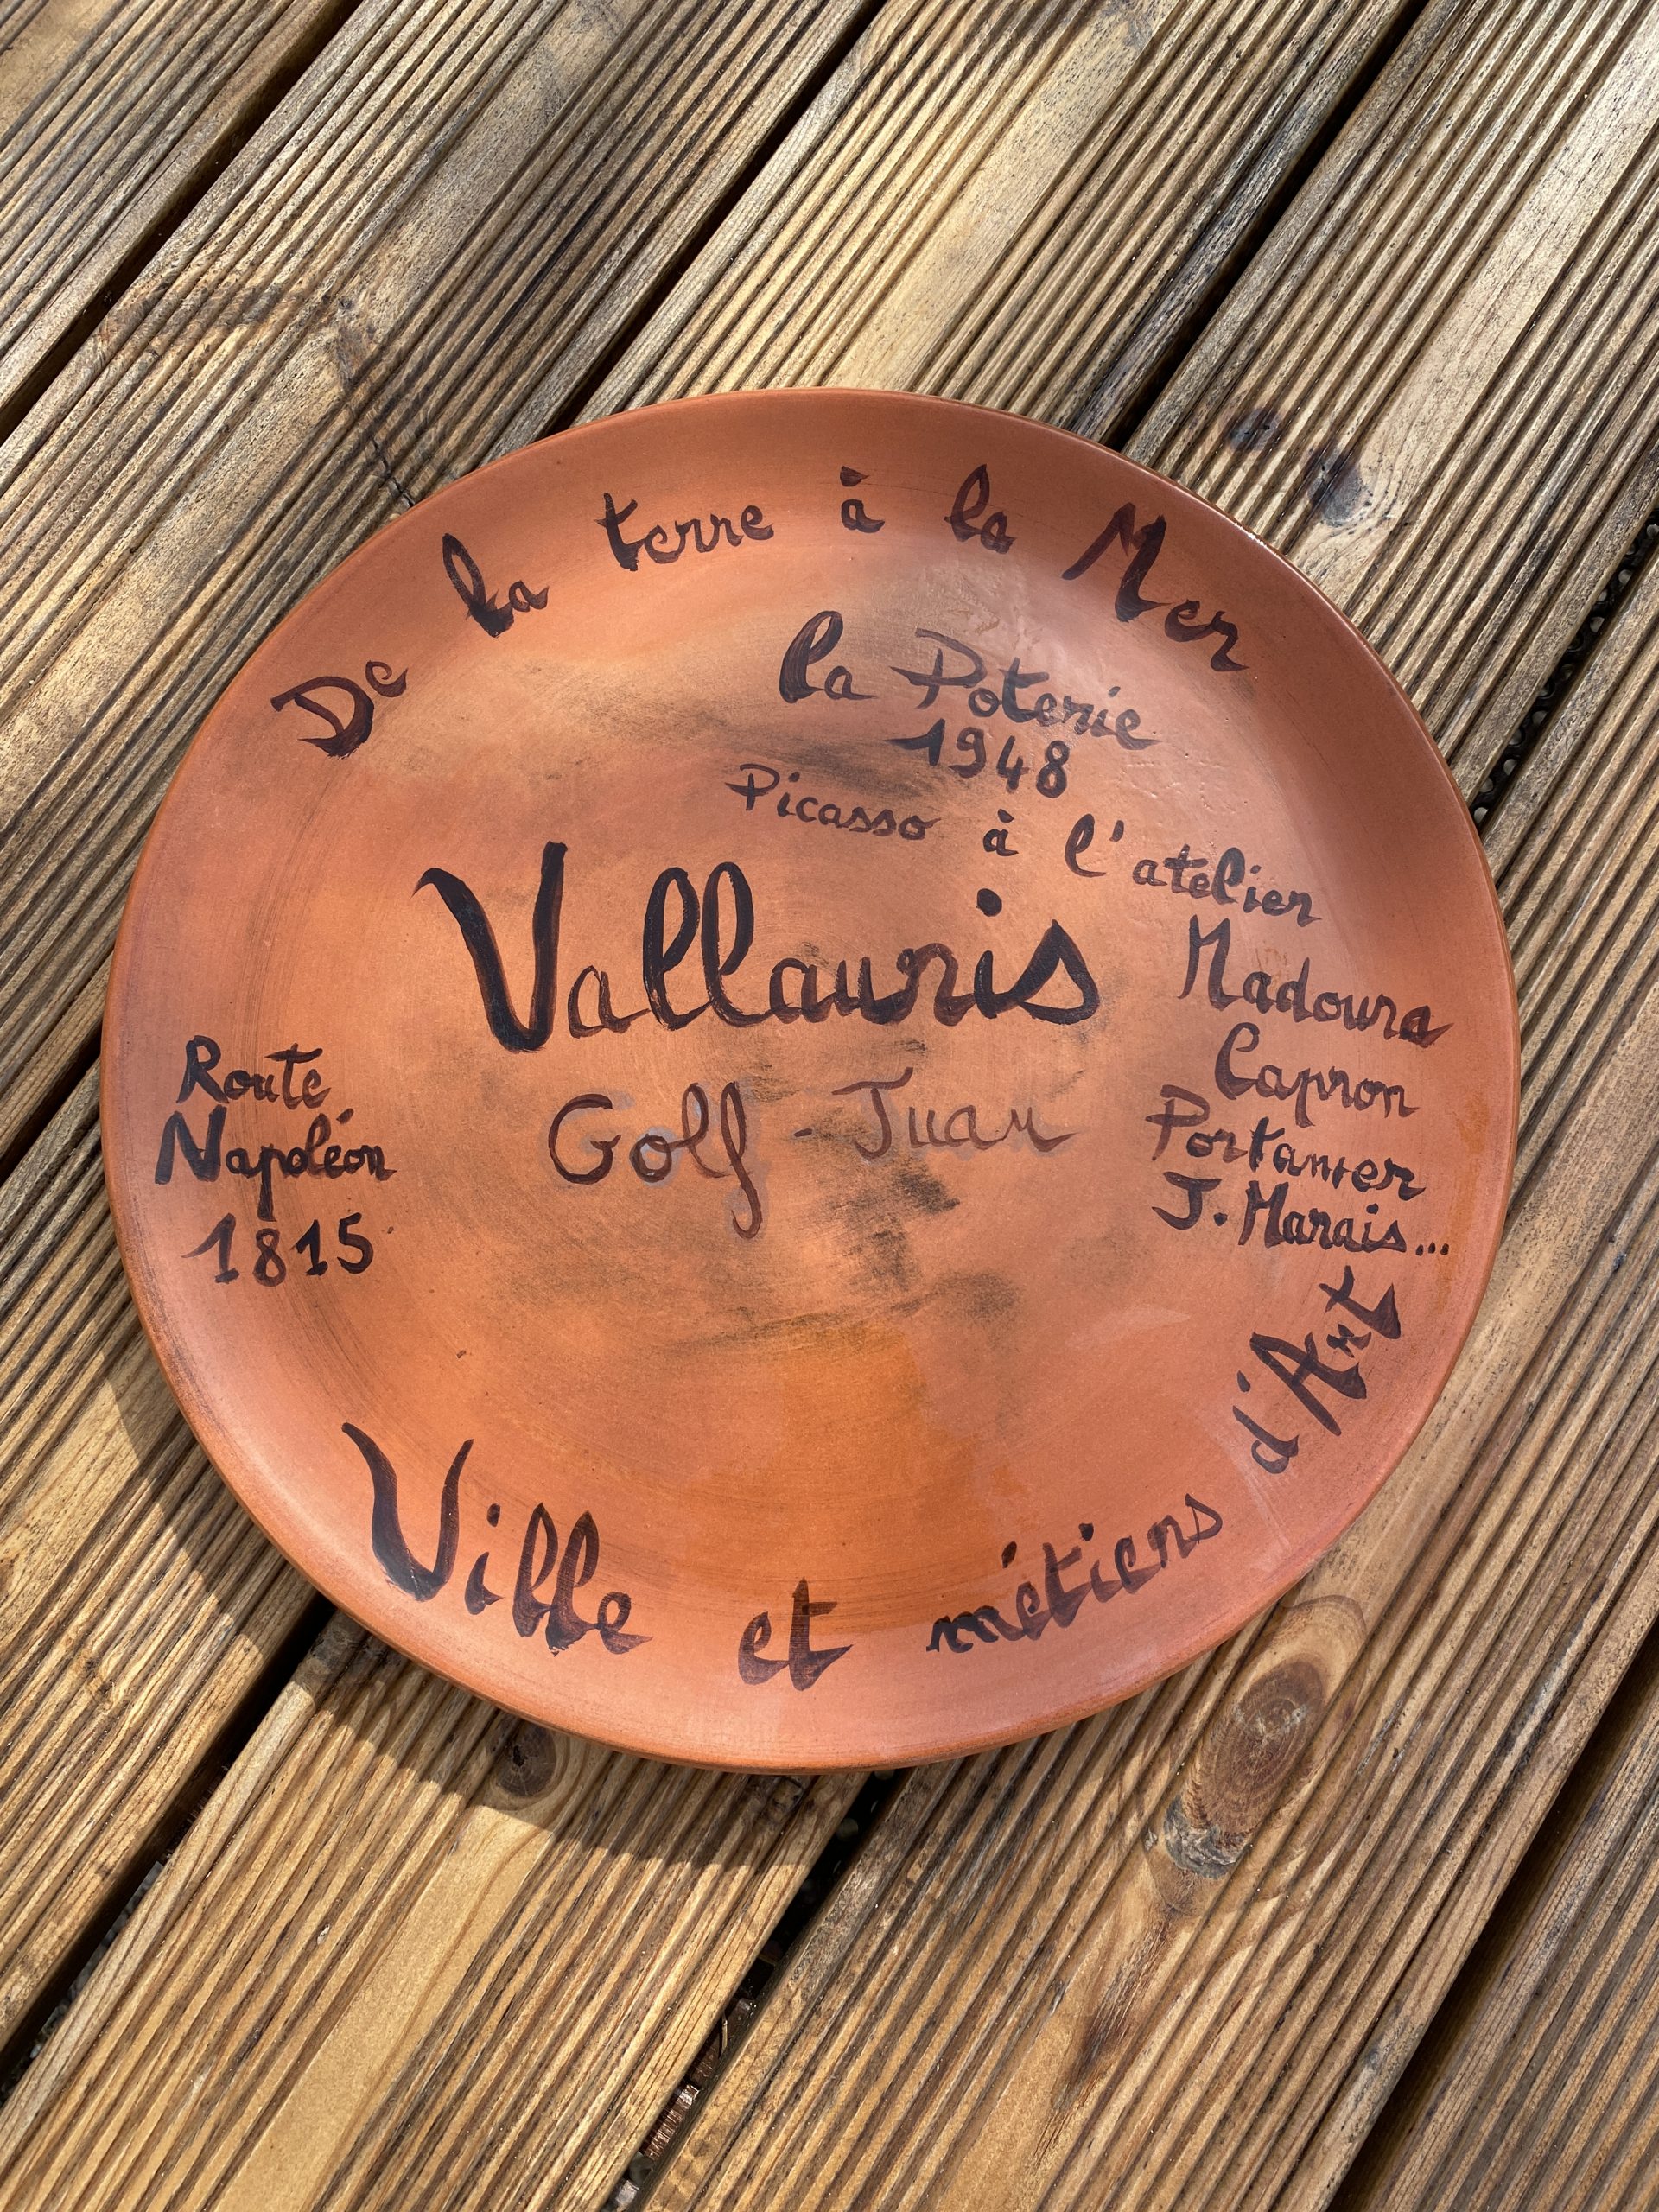 De la terre à la Mer
la Poterie
1948
Picasso à l'atelier
Madoura
Capron
Portanier
J. Marais...
Vallauris
Golf-Juan
Route
Napoléon
1815
Ville et métiers d'Art